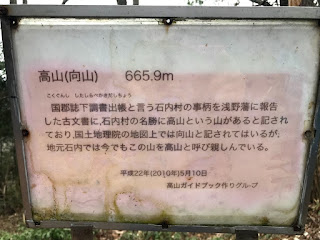 高山(向山)　　665.9m
こくぐんし　したしらべかきだしちょう
国郡誌下調書出帳と言う石内村の事柄を浅野藩に報告
した古文書に,石内村の名勝に高山という山があると記され
ており,国土地理院の地図上では向山と記されてはいるが,
地元石内では今でもこの山を高山と呼び親しんでいる。
平成22年(2010年)5月10日
高山ガイドブック作りグループ